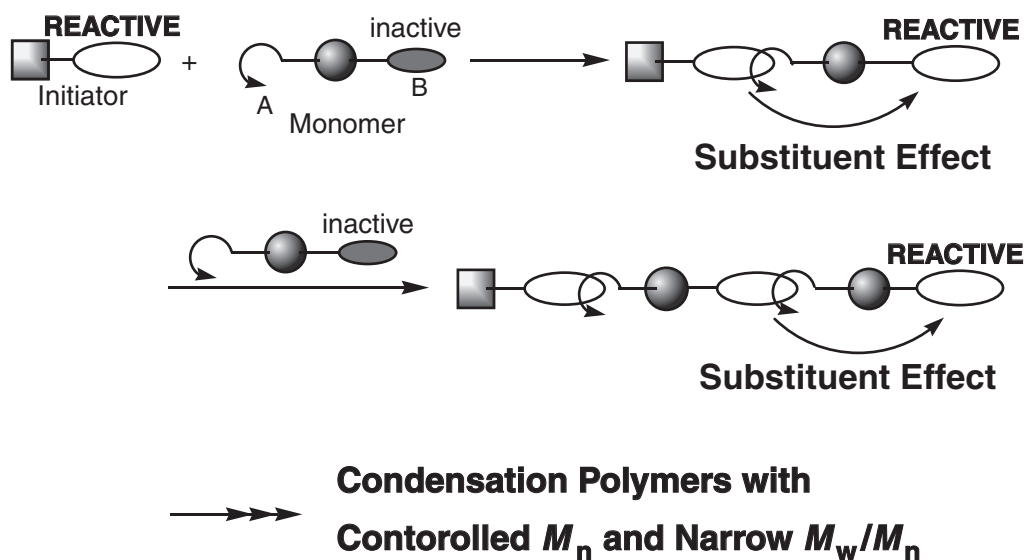 REACTIVE
+
Initiator
A
inactive
B
Monomer
REACTIVE
Substituent Effect
inactive
REACTIVE
Substituent Effect
Condensation Polymers with
Contorolled Mn and Narrow Mw/Mn